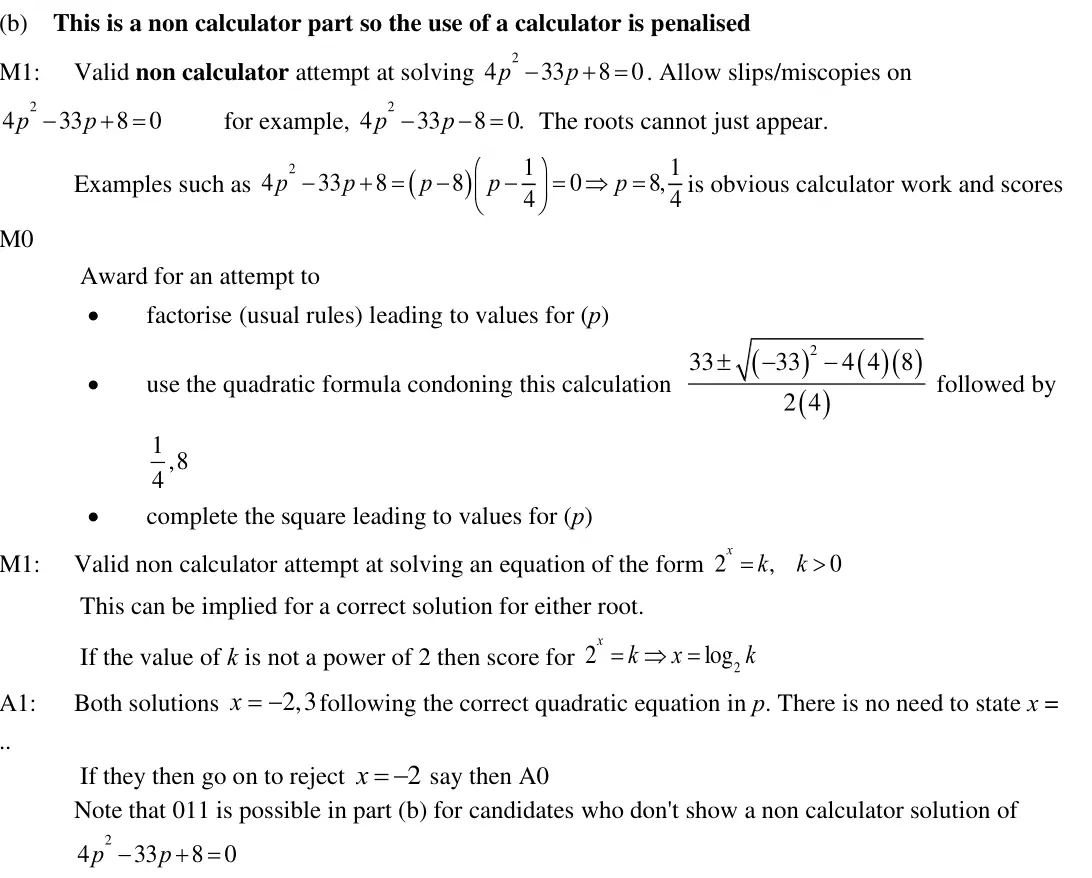 (b) This is a non calculator part so the use of a calculator is penalised
M1: Valid non calculator attempt at solving 4p² − 33p + 8 = 0. Allow slips/miscopies on
4p² − 33p + 8 = 0 for example, 4p² − 33p − 8 = 0. The roots cannot just appear.
Examples such as 4p² − 33p + 8 = (p − 8)(p − 1/4) = 0 ⇒ p = 8, 1/4 is obvious calculator work and scores
M0
Award for an attempt to
• factorise (usual rules) leading to values for (p)
• use the quadratic formula condoning this calculation (33 ± √((−33)² − 4(4)(8))) / 2(4) followed by
1/4, 8
• complete the square leading to values for (p)
M1: Valid non calculator attempt at solving an equation of the form 2ˣ = k, k > 0
This can be implied for a correct solution for either root.
If the value of k is not a power of 2 then score for 2ˣ = k ⇒ x = log₂ k
A1: Both solutions x = −2, 3 following the correct quadratic equation in p. There is no need to state x =
..
If they then go on to reject x = −2 say then A0
Note that 011 is possible in part (b) for candidates who don't show a non calculator solution of
4p² − 33p + 8 = 0